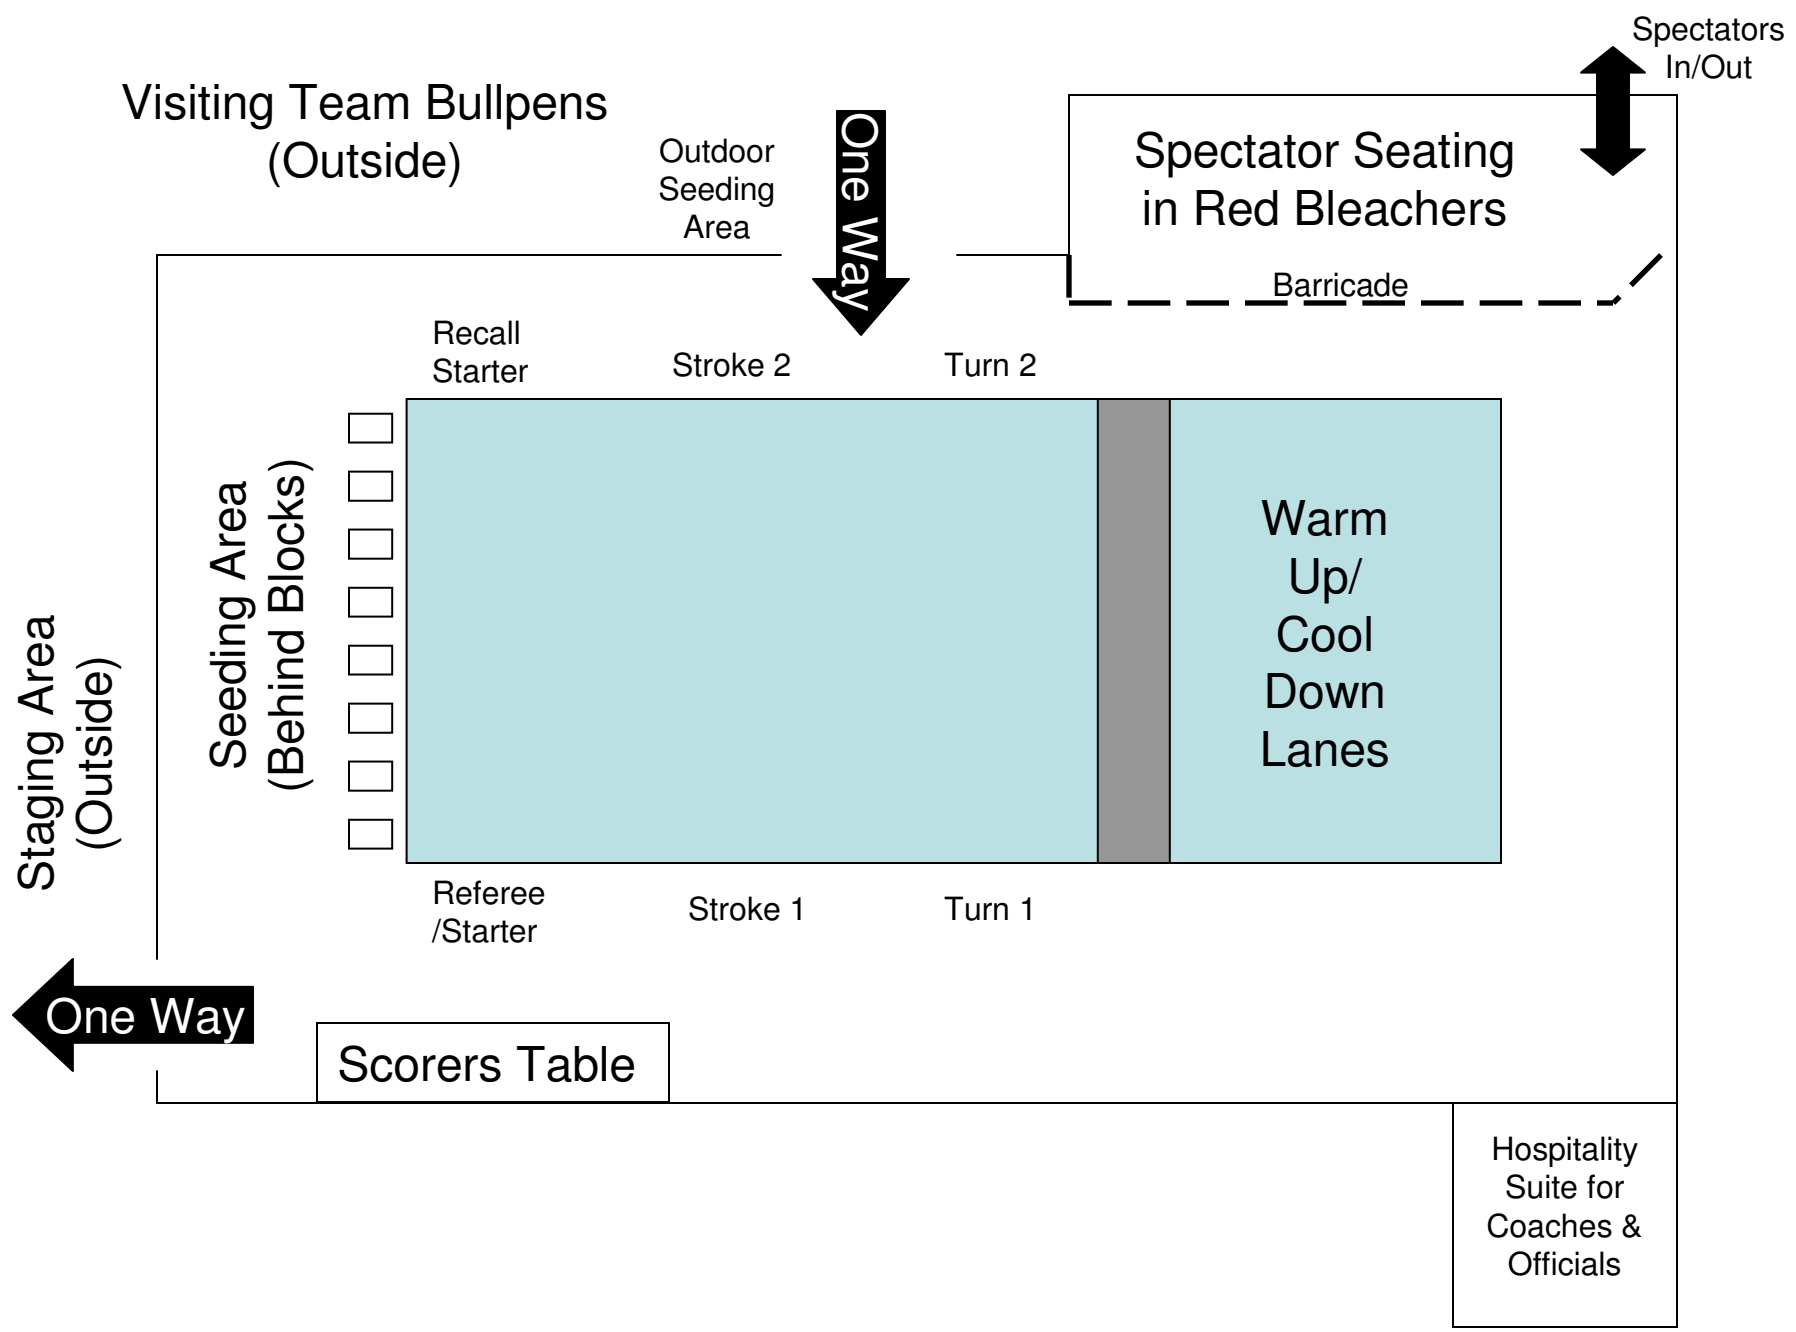 Spectators
In/Out
Visiting Team Bullpens
(Outside)
Outdoor
Seeding
Area
One Way
Spectator Seating
in Red Bleachers
Barricade
Recall
Starter
Stroke 2
Turn 2
Staging Area
(Outside)
Seeding Area
(Behind Blocks)
Warm
Up/
Cool
Down
Lanes
Referee
/Starter
Stroke 1
Turn 1
One Way
Scorers Table
Hospitality
Suite for
Coaches &
Officials